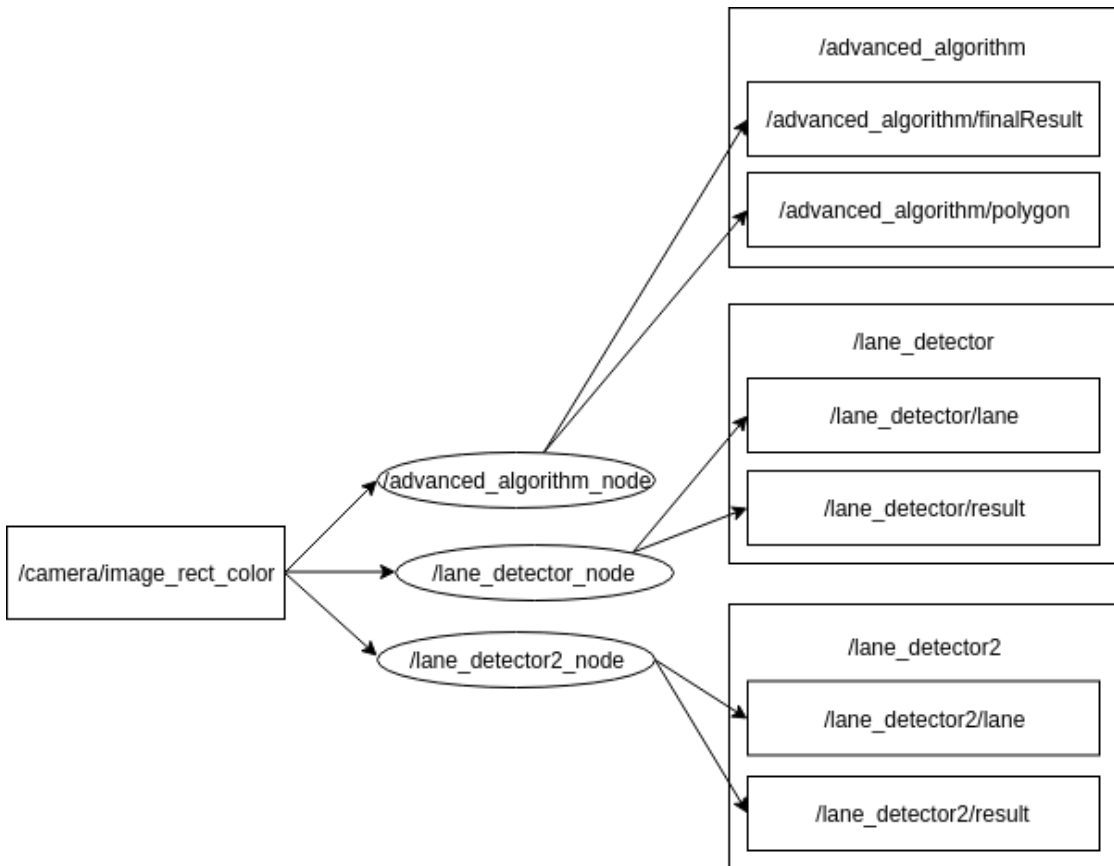 /advanced_algorithm
/advanced_algorithm/finalResult
/advanced_algorithm/polygon
/lane_detector
/lane_detector/lane
/advanced_algorithm_node
/lane_detector/result
/camera/image_rect_color
/lane_detector_node
/lane_detector2_node
/lane_detector2
/lane_detector2/lane
/lane_detector2/result